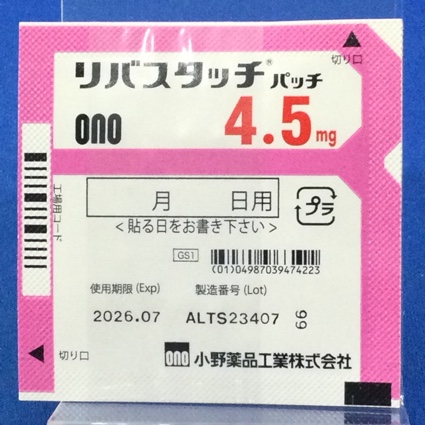 切り口
リバスタッチ®パッチ
ono 4.5mg
月 日用
<貼る日をお書き下さい>
プラ
工場用コード
GS1
(01)04987039474223
使用期限(Exp) 製造番号(Lot)
2026.07 ALTS23407 66
切り口
ono 小野薬品工業株式会社